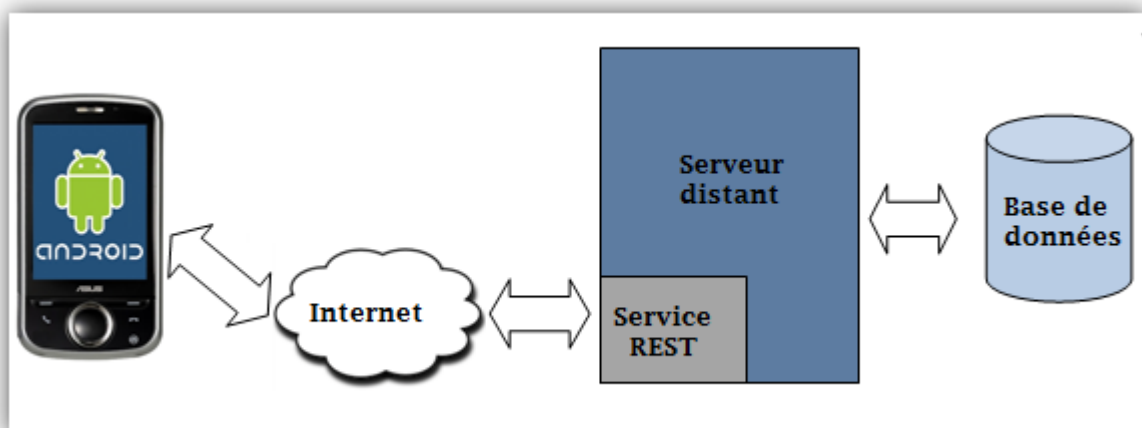 ANDROID
ASUS
Internet
Serveur
distant
Service
REST
Base de
données